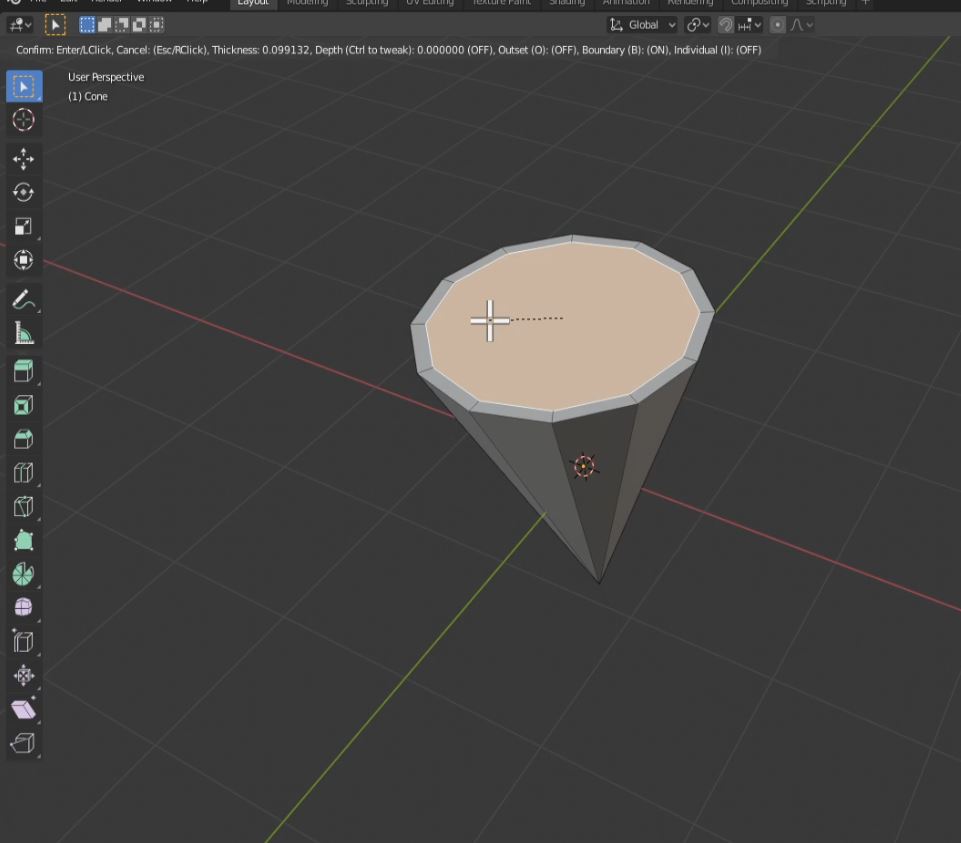 File Edit Render Window Help Layout Modeling Sculpting UV Editing Texture Paint Shading Animation Rendering Compositing Scripting +
Global
Confirm: Enter/LClick, Cancel: (Esc/RClick), Thickness: 0.099132, Depth (Ctrl to tweak): 0.000000 (OFF), Outset (O): (OFF), Boundary (B): (ON), Individual (I): (OFF)
User Perspective
(1) Cone